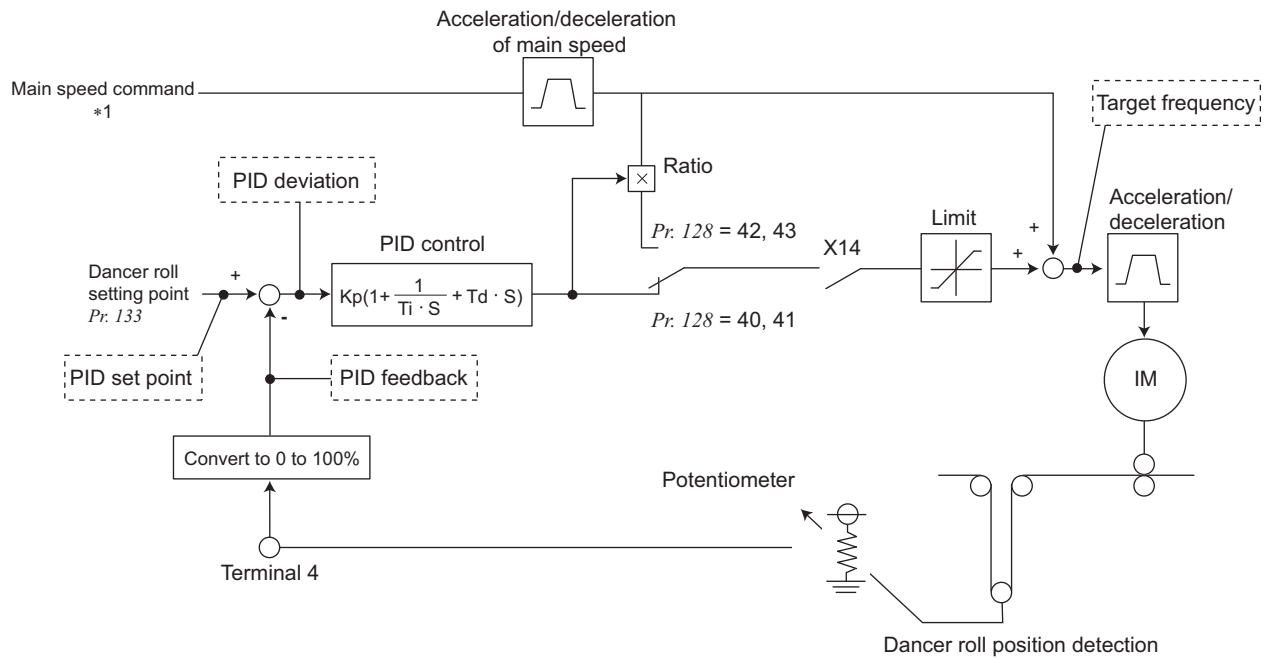 Acceleration/deceleration
of main speed
Main speed command
*1
Target frequency
PID deviation
×
Ratio
Acceleration/
deceleration
Pr. 128 = 42, 43
Limit
PID control
X14
+
+
Dancer roll
setting point
Pr. 133
+
-
Kp(1+ 1/Ti · S + Td · S)
Pr. 128 = 40, 41
PID set point
PID feedback
IM
Convert to 0 to 100%
Potentiometer
Terminal 4
Dancer roll position detection